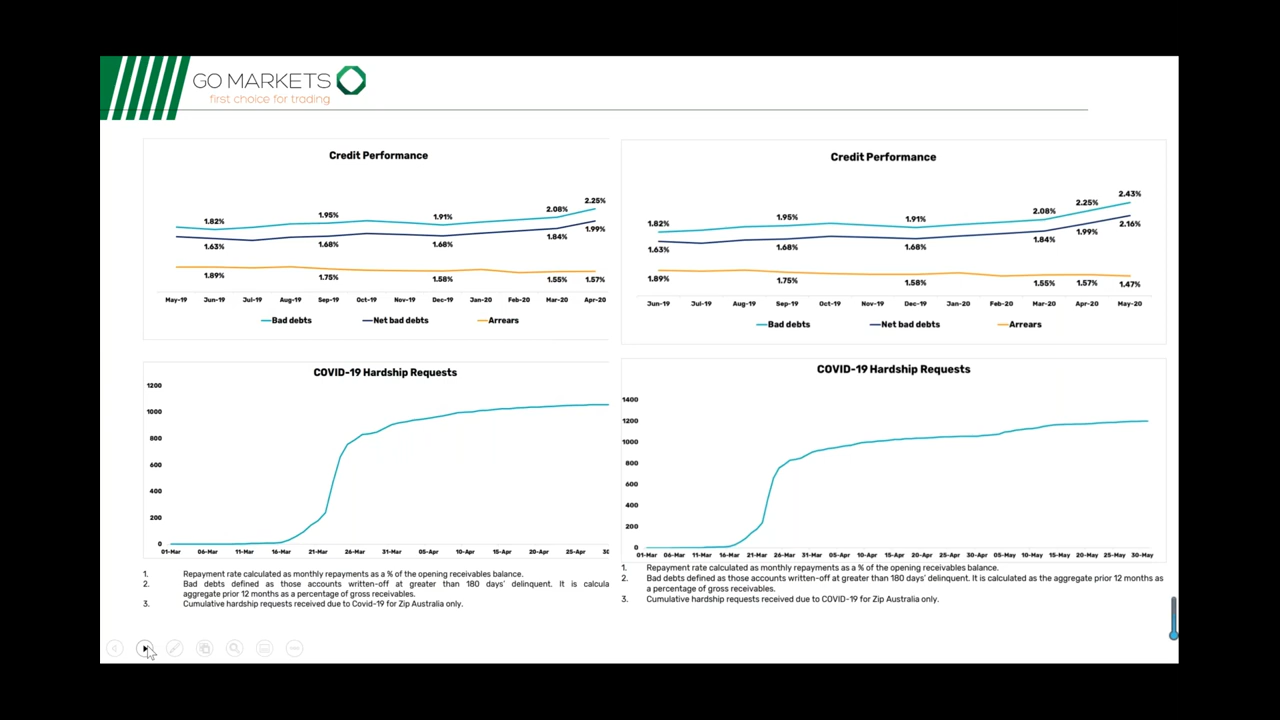 GO MARKETS
first choice for trading
Credit Performance
2.25%
2.08%
1.95%
1.91%
1.82%
1.99%
1.84%
1.68%
1.68%
1.63%
1.89%
1.75%
1.58%
1.55%
1.57%
May-19 Jun-19 Jul-19 Aug-19 Sep-19 Oct-19 Nov-19 Dec-19 Jan-20 Feb-20 Mar-20 Apr-20
Bad debts Net bad debts Arrears
COVID-19 Hardship Requests
1200
1000
800
600
400
200
0
01-Mar 06-Mar 11-Mar 16-Mar 21-Mar 26-Mar 31-Mar 05-Apr 10-Apr 15-Apr 20-Apr 25-Apr 30
1. Repayment rate calculated as monthly repayments as a % of the opening receivables balance.
2. Bad debts defined as those accounts written-off at greater than 180 days' delinquent. It is calcula
aggregate prior 12 months as a percentage of gross receivables.
3. Cumulative hardship requests received due to Covid-19 for Zip Australia only.
Credit Performance
2.43%
2.25%
2.08%
1.95%
1.91%
1.82%
2.16%
1.99%
1.84%
1.68%
1.68%
1.63%
1.89%
1.75%
1.58%
1.55%
1.57%
1.47%
Jun-19 Jul-19 Aug-19 Sep-19 Oct-19 Nov-19 Dec-19 Jan-20 Feb-20 Mar-20 Apr-20 May-20
Bad debts Net bad debts Arrears
COVID-19 Hardship Requests
1400
1200
1000
800
600
400
200
0
01-Mar 06-Mar 11-Mar 16-Mar 21-Mar 26-Mar 31-Mar 05-Apr 10-Apr 15-Apr 20-Apr 25-Apr 30-Apr 05-May 10-May 15-May 20-May 25-May 30-May
1. Repayment rate calculated as monthly repayments as a % of the opening receivables balance.
2. Bad debts defined as those accounts written-off at greater than 180 days' delinquent. It is calculated as the aggregate prior 12 months as
a percentage of gross receivables.
3. Cumulative hardship requests received due to COVID-19 for Zip Australia only.